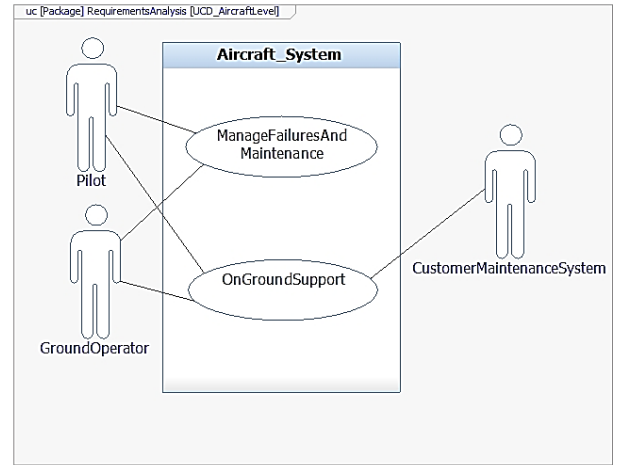 uc [Package] RequirementsAnalysis [UCD_AircraftLevel]
Aircraft_System
ManageFailuresAnd
Maintenance
Pilot
OnGroundSupport
CustomerMaintenanceSystem
GroundOperator